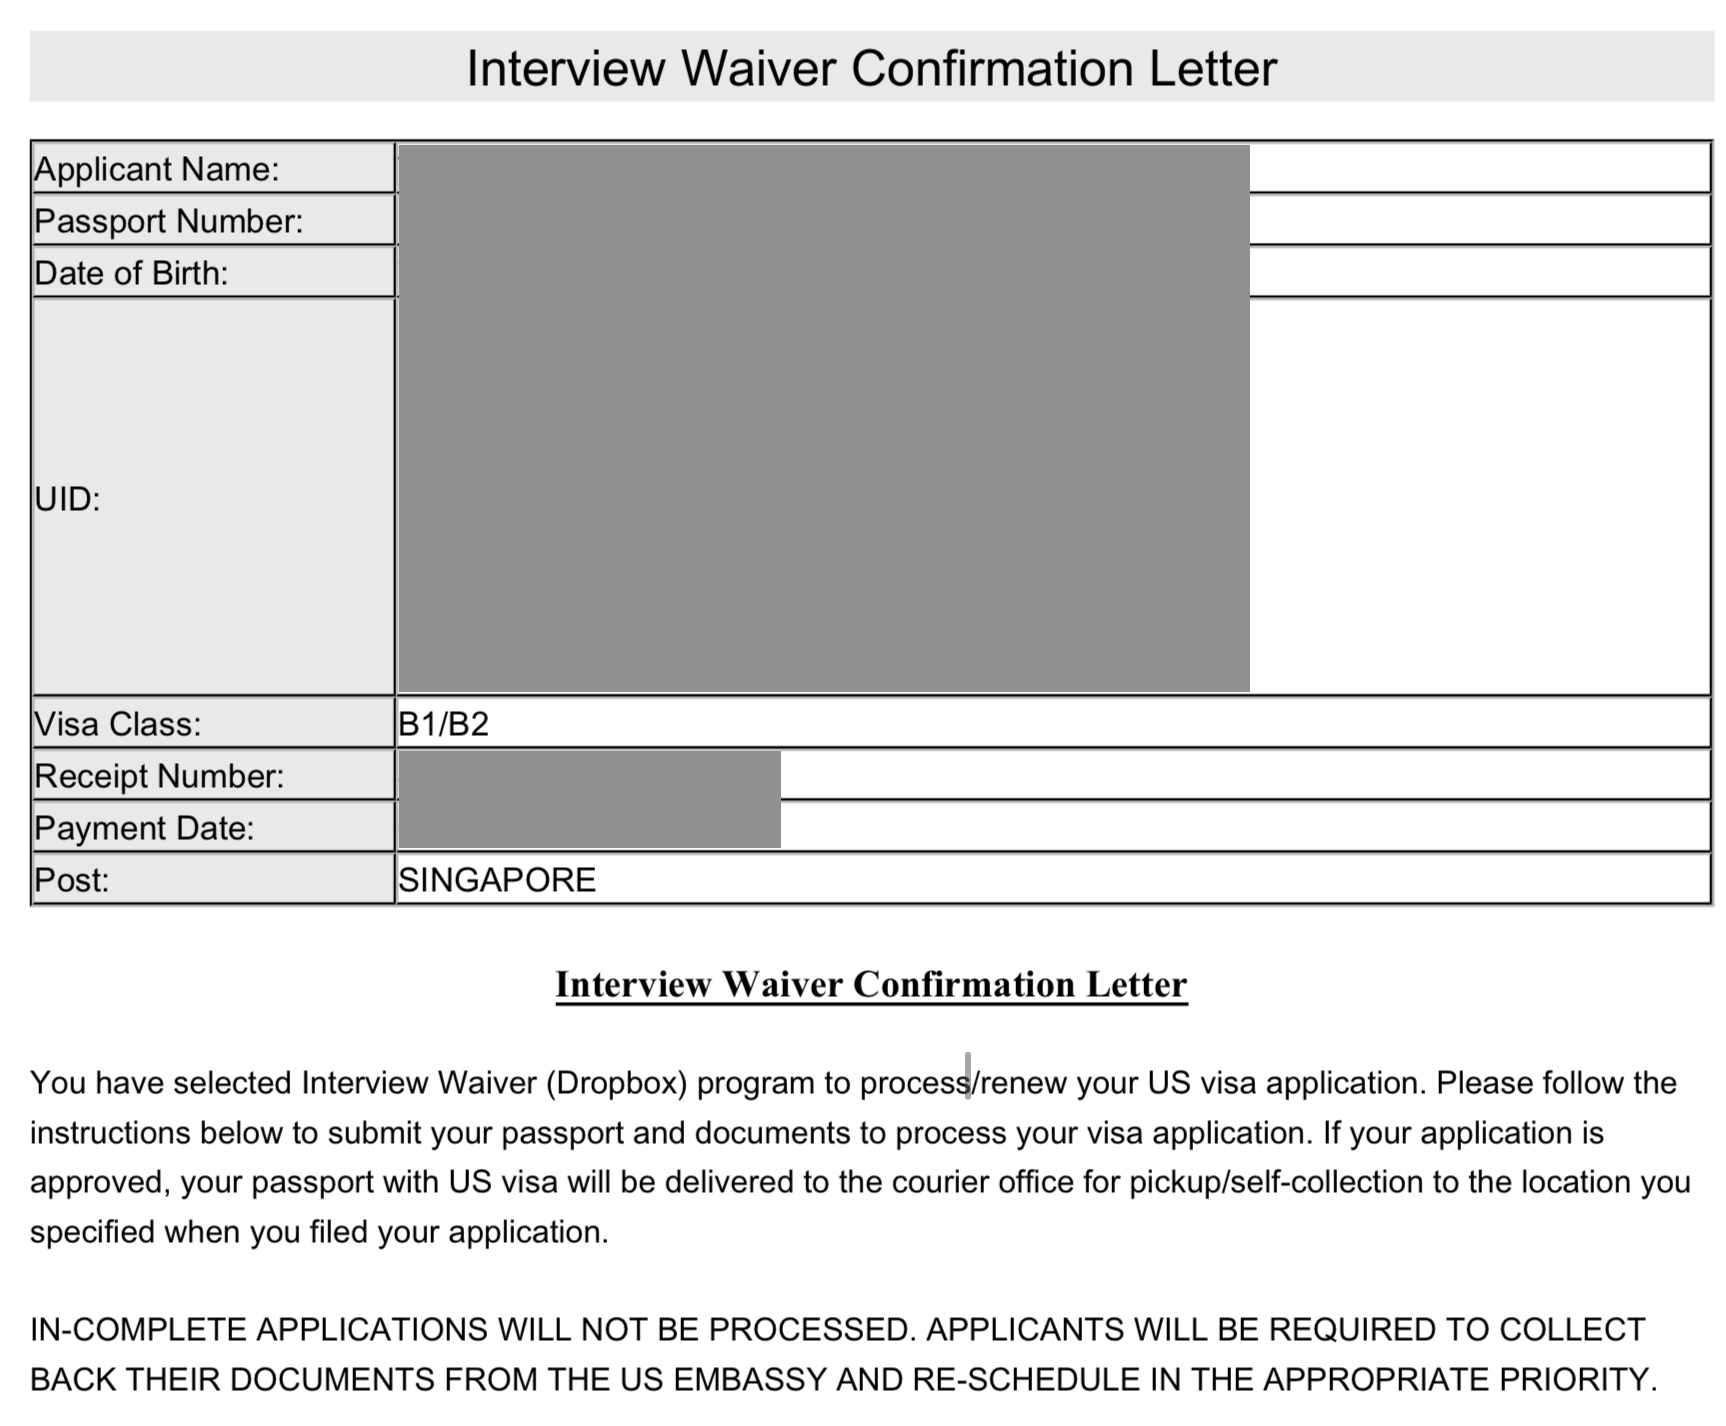 Interview Waiver Confirmation Letter
Applicant Name:
Passport Number:
Date of Birth:
UID:
Visa Class: B1/B2
Receipt Number:
Payment Date:
Post: SINGAPORE
Interview Waiver Confirmation Letter
You have selected Interview Waiver (Dropbox) program to process/renew your US visa application. Please follow the
instructions below to submit your passport and documents to process your visa application. If your application is
approved, your passport with US visa will be delivered to the courier office for pickup/self-collection to the location you
specified when you filed your application.
IN-COMPLETE APPLICATIONS WILL NOT BE PROCESSED. APPLICANTS WILL BE REQUIRED TO COLLECT
BACK THEIR DOCUMENTS FROM THE US EMBASSY AND RE-SCHEDULE IN THE APPROPRIATE PRIORITY.